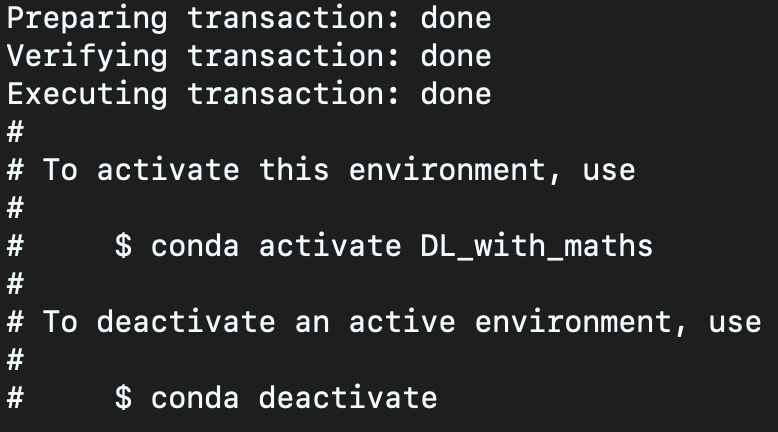 Preparing transaction: done
Verifying transaction: done
Executing transaction: done
#
# To activate this environment, use
#
#     $ conda activate DL_with_maths
#
# To deactivate an active environment, use
#
#     $ conda deactivate